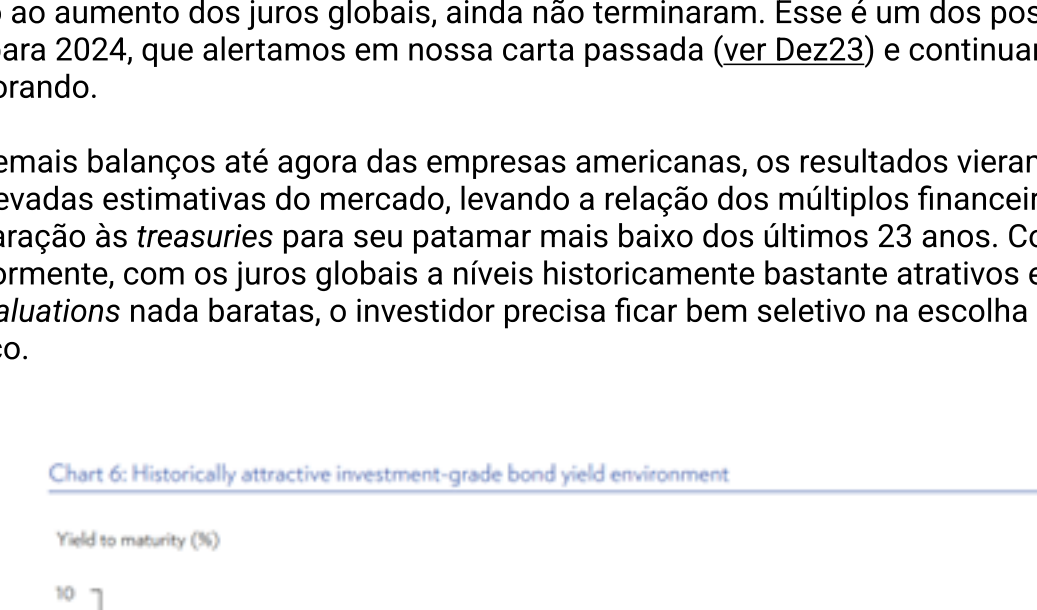 ao aumento dos juros globais, ainda não terminaram. Esse é um dos pos
ara 2024, que alertamos em nossa carta passada (ver Dez23) e continuar
orando.
emais balanços até agora das empresas americanas, os resultados vieram
evadas estimativas do mercado, levando a relação dos múltiplos financeir
aração às treasuries para seu patamar mais baixo dos últimos 23 anos. Co
ormente, com os juros globais a níveis historicamente bastante atrativos e
aluations nada baratas, o investidor precisa ficar bem seletivo na escolha
co.
Chart 6: Historically attractive investment-grade bond yield environment
Yield to maturity (%)
10